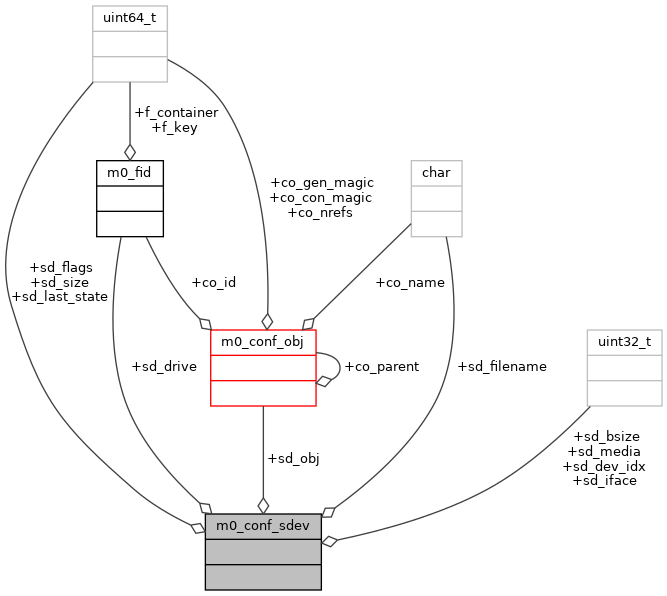 uint64_t
+f_container
+f_key
m0_fid
char
+co_gen_magic
+co_con_magic
+co_nrefs
+sd_flags
+sd_size
+sd_last_state
+co_id
+co_name
m0_conf_obj
uint32_t
+sd_drive
+co_parent
+sd_filename
+sd_bsize
+sd_media
+sd_dev_idx
+sd_iface
+sd_obj
m0_conf_sdev